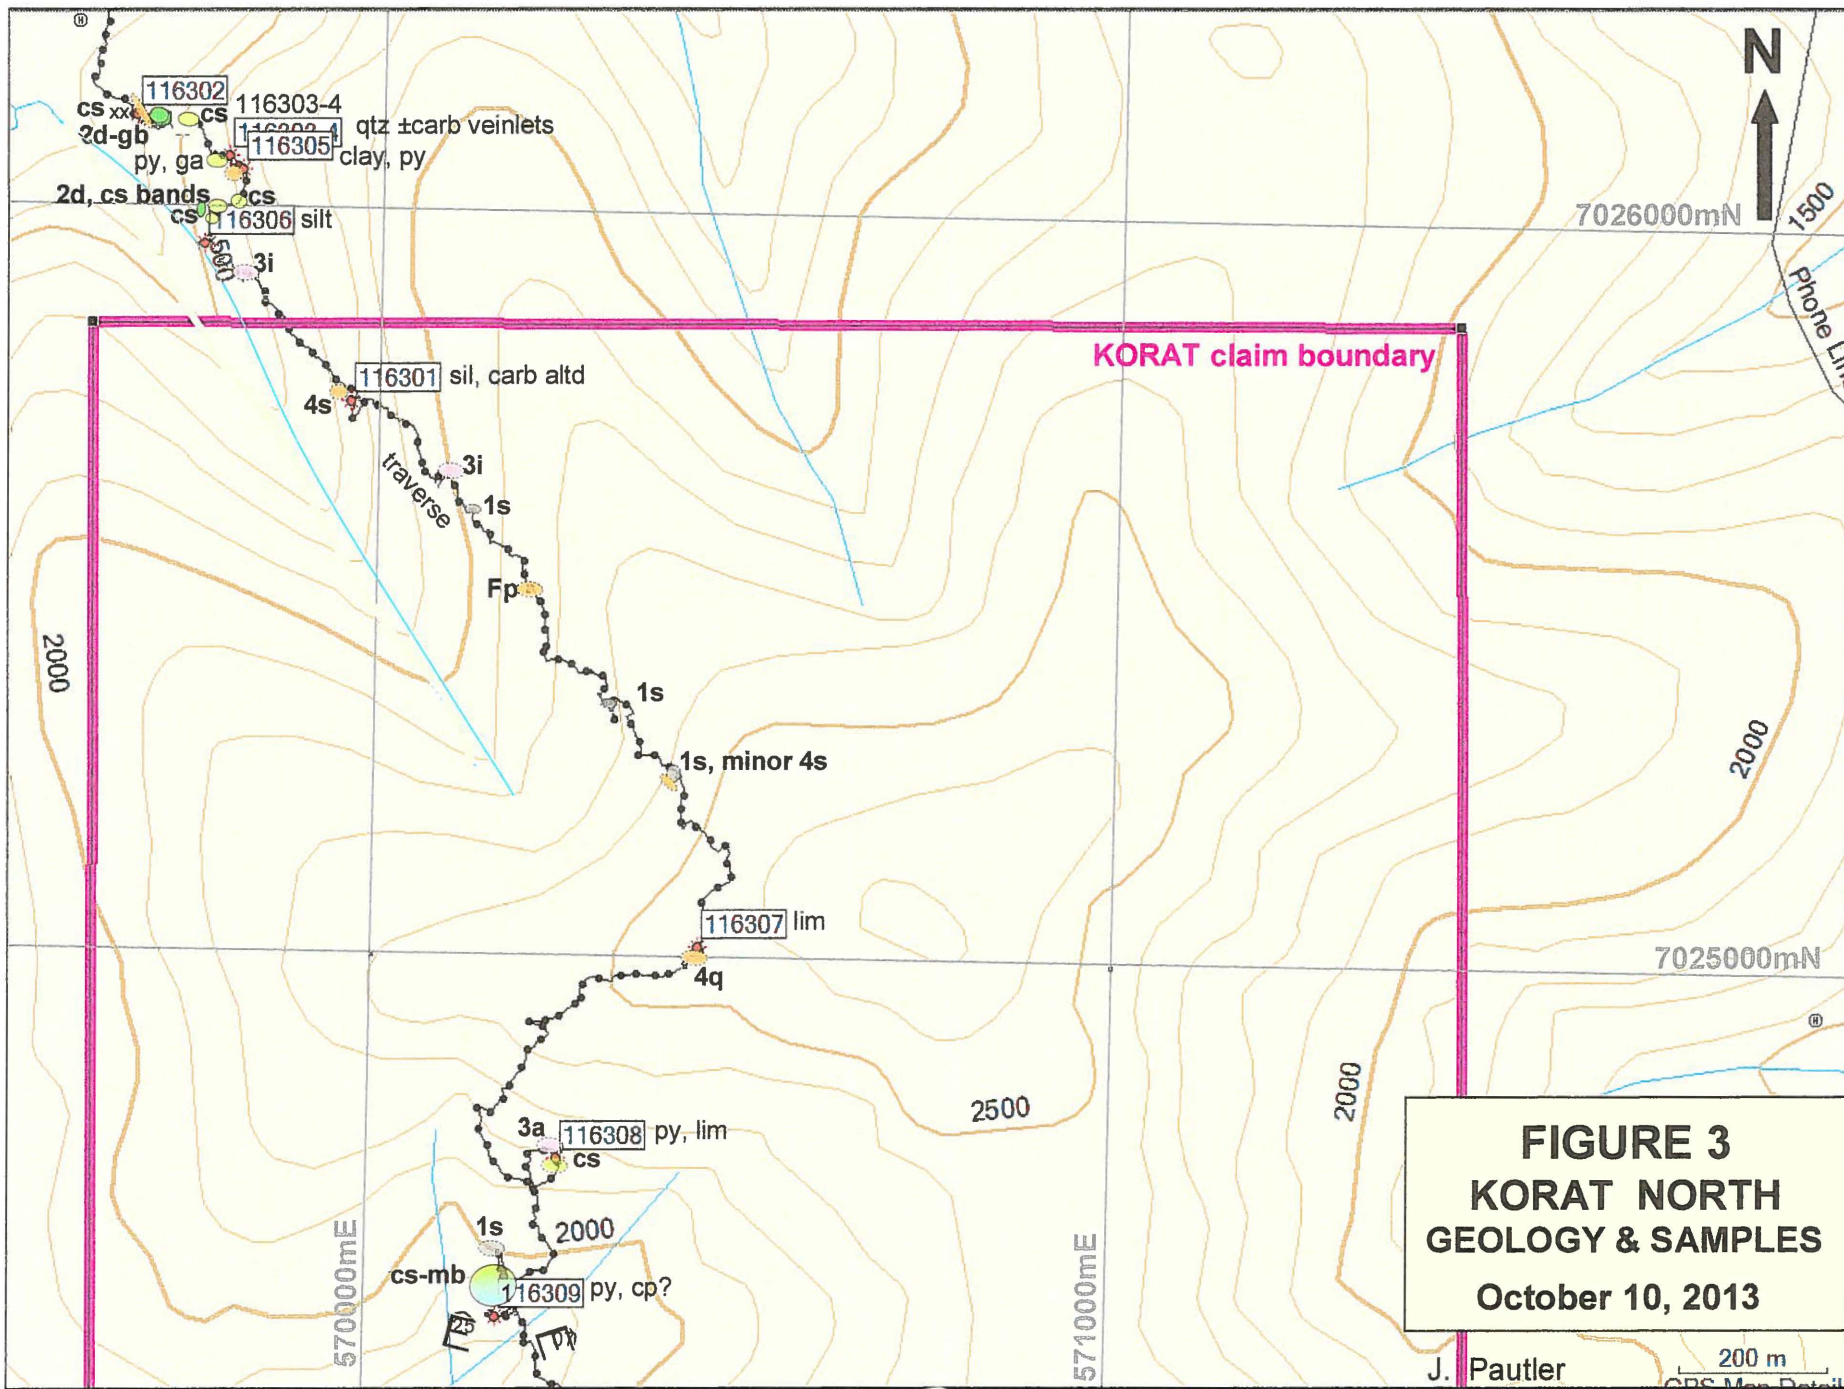 N
116302
cs xx
cs
116303-4
2d-gb
qtz ±carb veinlets
116305 clay, py
py, ga
2d, cs bands
cs
cs
116306 silt
7026000mN
1500
Phone Lin
3i
KORAT claim boundary
116301 sil, carb altd
4s
3i
traverse
1s
Fp
2000
1s
2000
1s, minor 4s
116307 lim
4q
7025000mN
2500
2000
3a
116308 py, lim
cs
1s
2000
cs-mb
116309 py, cp?
25
570000mE
571000mE
FIGURE 3
KORAT NORTH
GEOLOGY & SAMPLES
October 10, 2013
J. Pautler
200 m